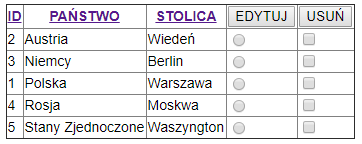 ID PAŃSTWO STOLICA EDYTUJ USUŃ
2 Austria Wiedeń
3 Niemcy Berlin
1 Polska Warszawa
4 Rosja Moskwa
5 Stany Zjednoczone Waszyngton